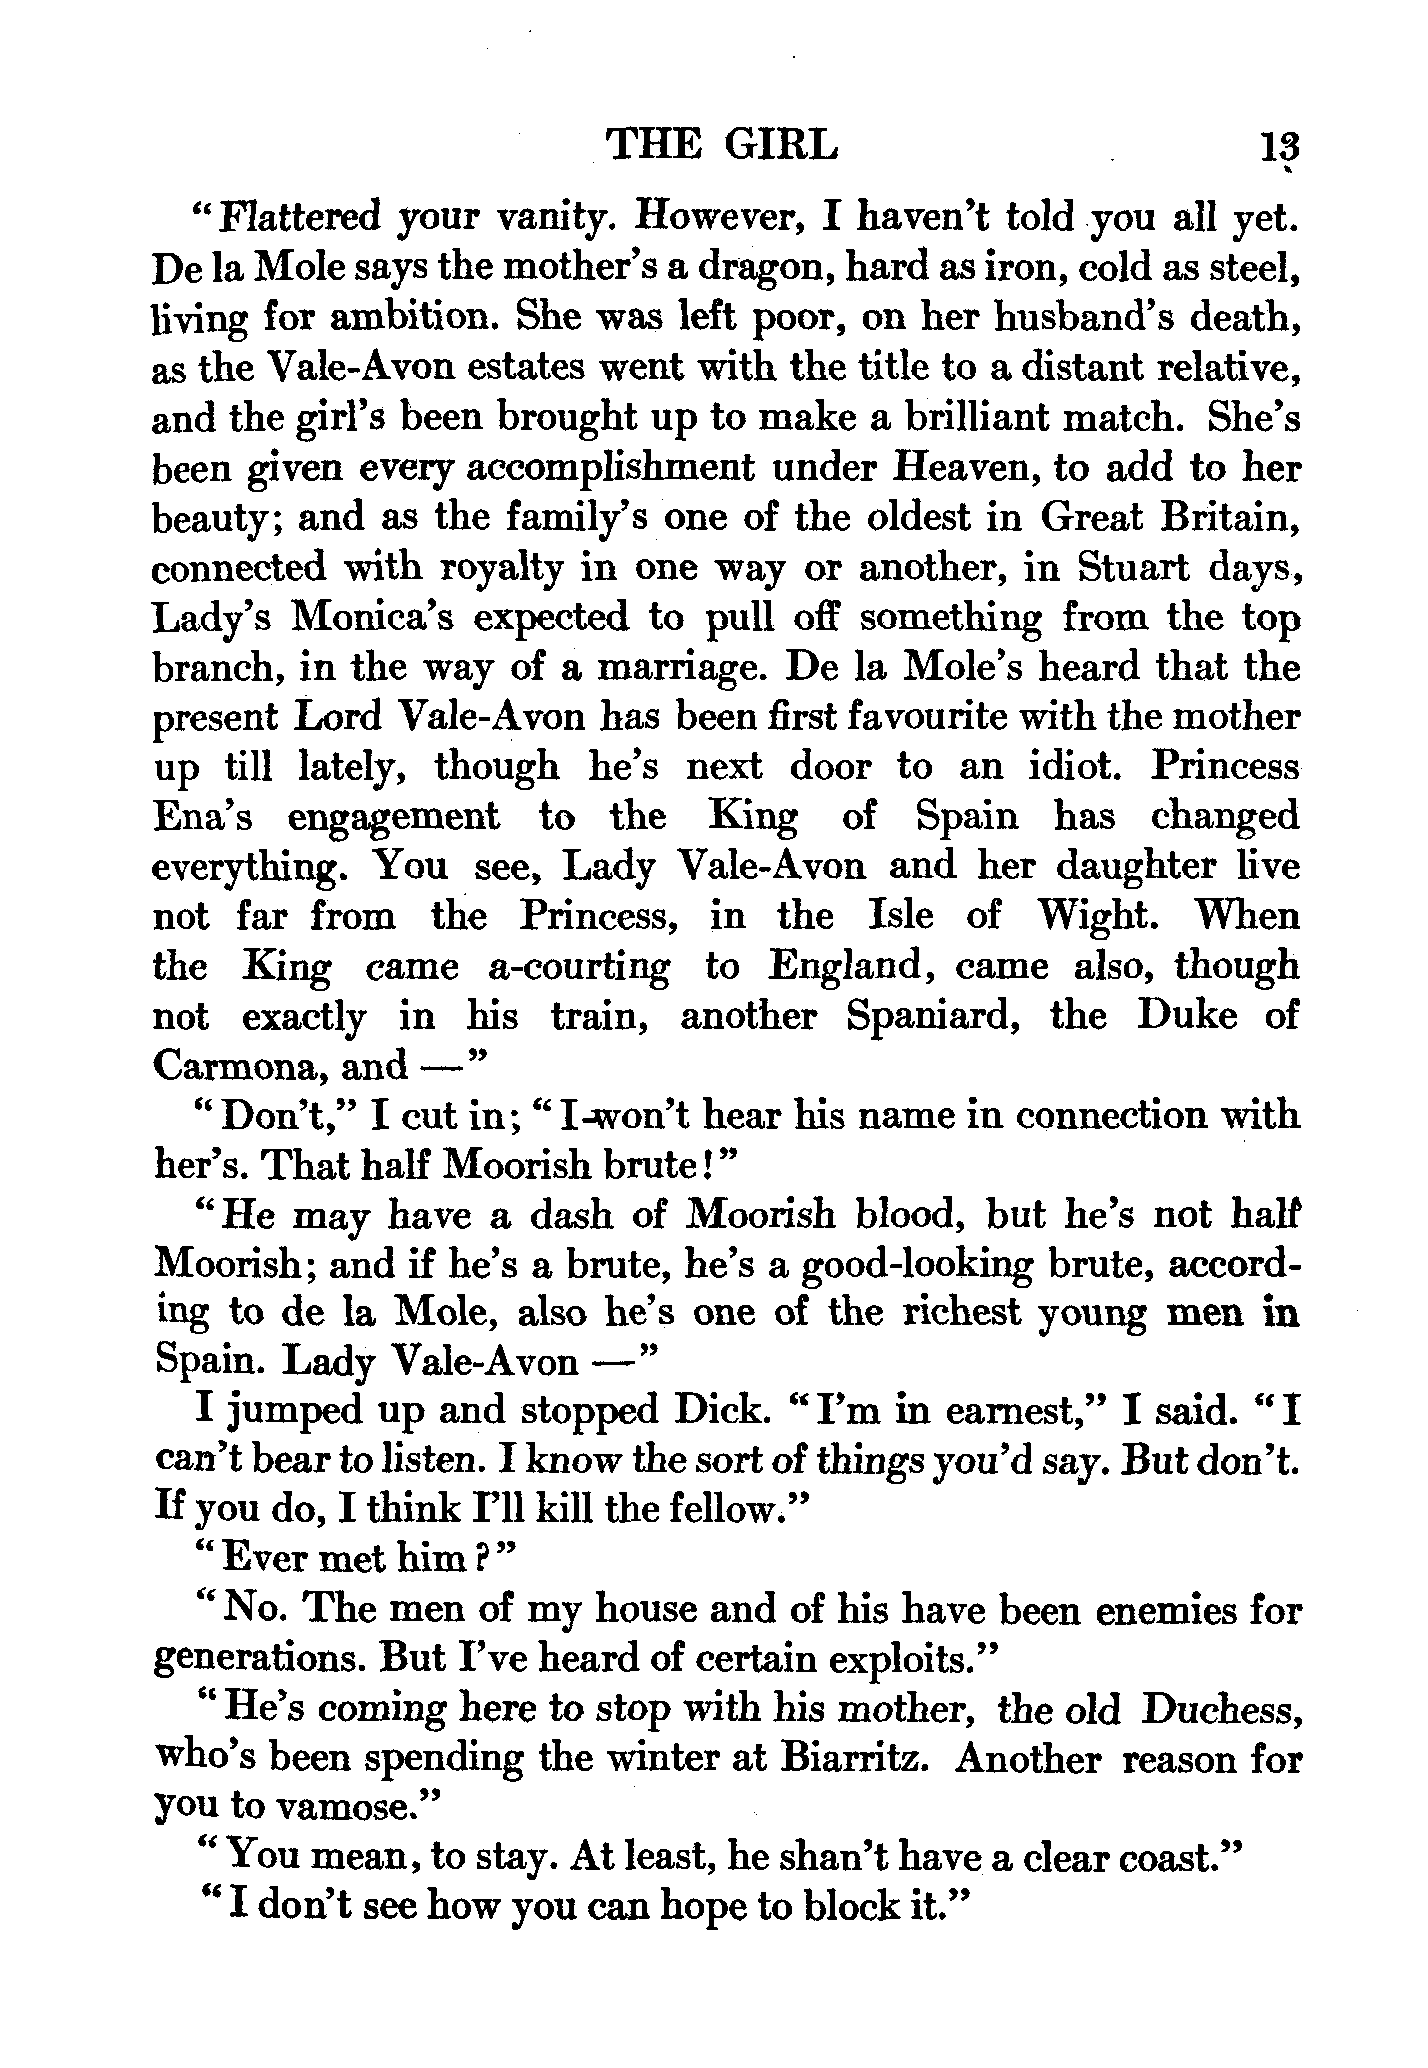 THE GIRL 13
“Flattered your vanity. However, I haven’t told you all yet.
De la Mole says the mother’s a dragon, hard as iron, cold as steel,
living for ambition. She was left poor, on her husband’s death,
as the Vale-Avon estates went with the title to a distant relative,
and the girl’s been brought up to make a brilliant match. She’s
been given every accomplishment under Heaven, to add to her
beauty; and as the family’s one of the oldest in Great Britain,
connected with royalty in one way or another, in Stuart days,
Lady’s Monica’s expected to pull off something from the top
branch, in the way of a marriage. De la Mole’s heard that the
present Lord Vale-Avon has been first favourite with the mother
up till lately, though he’s next door to an idiot. Princess
Ena’s engagement to the King of Spain has changed
everything. You see, Lady Vale-Avon and her daughter live
not far from the Princess, in the Isle of Wight. When
the King came a-courting to England, came also, though
not exactly in his train, another Spaniard, the Duke of
Carmona, and —”
“Don’t,” I cut in; “I won’t hear his name in connection with
her’s. That half Moorish brute!”
“He may have a dash of Moorish blood, but he’s not half
Moorish; and if he’s a brute, he’s a good-looking brute, accord-
ing to de la Mole, also he’s one of the richest young men in
Spain. Lady Vale-Avon —”
I jumped up and stopped Dick. “I’m in earnest,” I said. “I
can’t bear to listen. I know the sort of things you’d say. But don’t.
If you do, I think I’ll kill the fellow.”
“Ever met him?”
“No. The men of my house and of his have been enemies for
generations. But I’ve heard of certain exploits.”
“He’s coming here to stop with his mother, the old Duchess,
who’s been spending the winter at Biarritz. Another reason for
you to vamose.”
“You mean, to stay. At least, he shan’t have a clear coast.”
“I don’t see how you can hope to block it.”